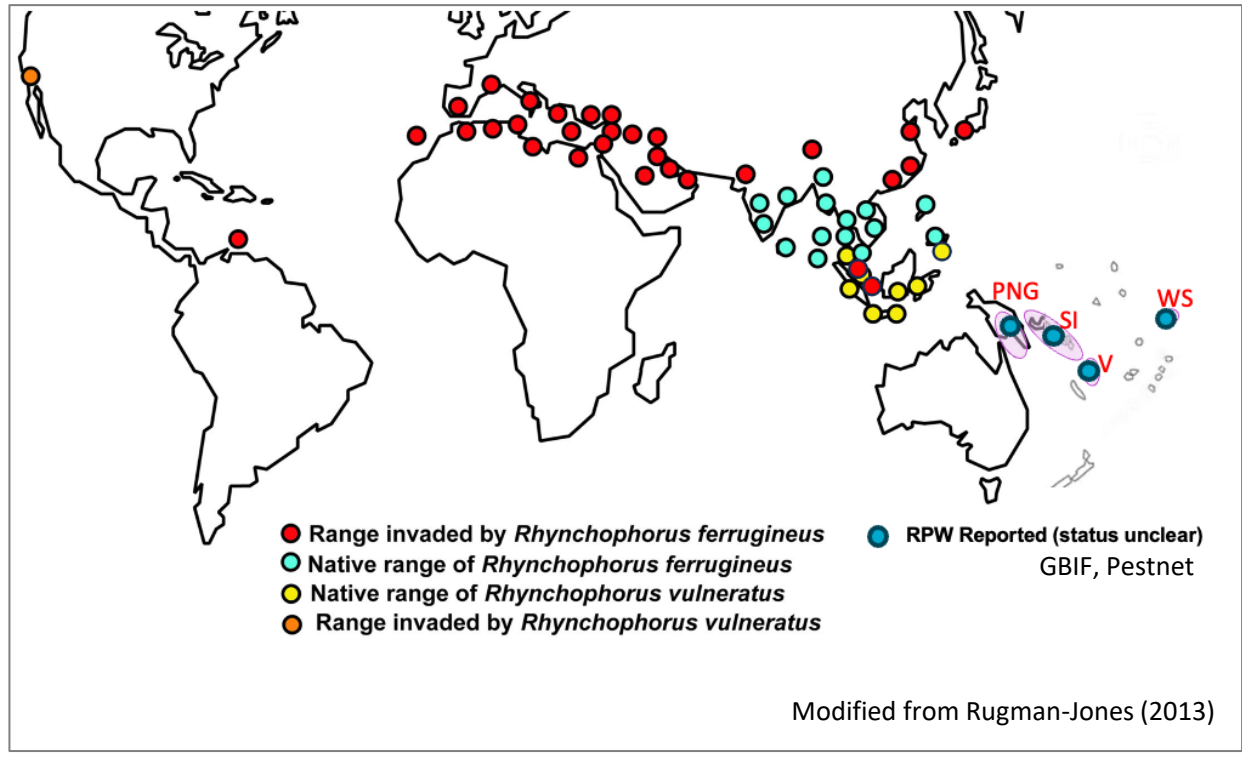 PNG
WS
SI
V
Range invaded by Rhynchophorus ferrugineus
Native range of Rhynchophorus ferrugineus
Native range of Rhynchophorus vulneratus
Range invaded by Rhynchophorus vulneratus
RPW Reported (status unclear)
GBIF, Pestnet
Modified from Rugman-Jones (2013)